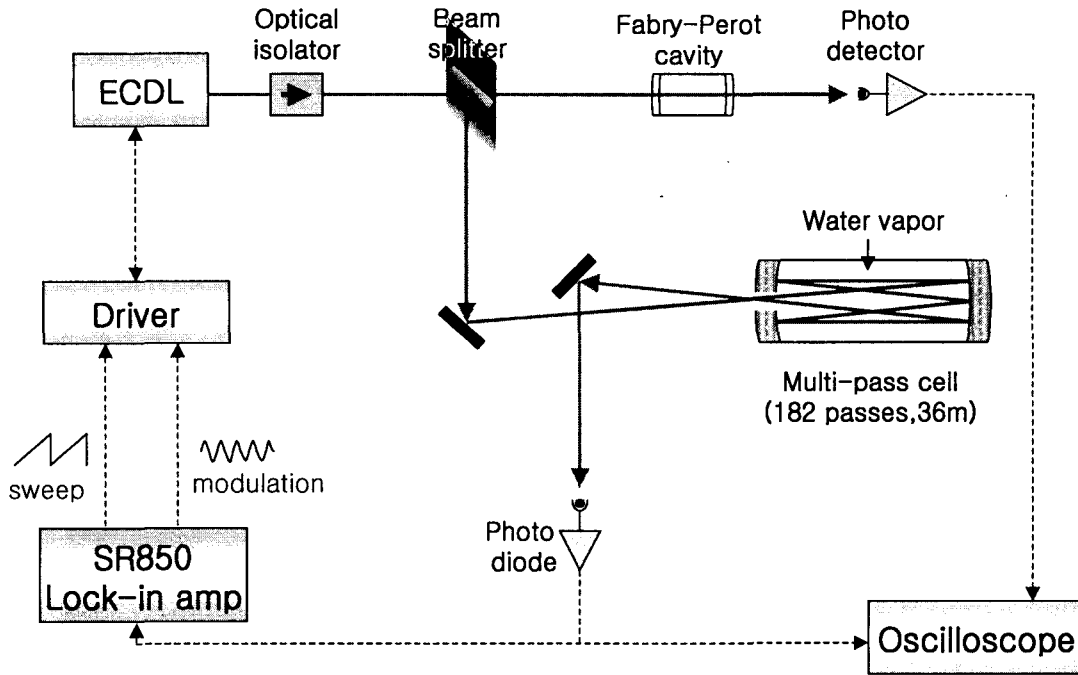 Optical
isolator
Beam
splitter
Fabry-Perot
cavity
Photo
detector
ECDL
Water vapor
Driver
Multi-pass cell
(182 passes,36m)
sweep
modulation
Photo
diode
SR850
Lock-in amp
Oscilloscope